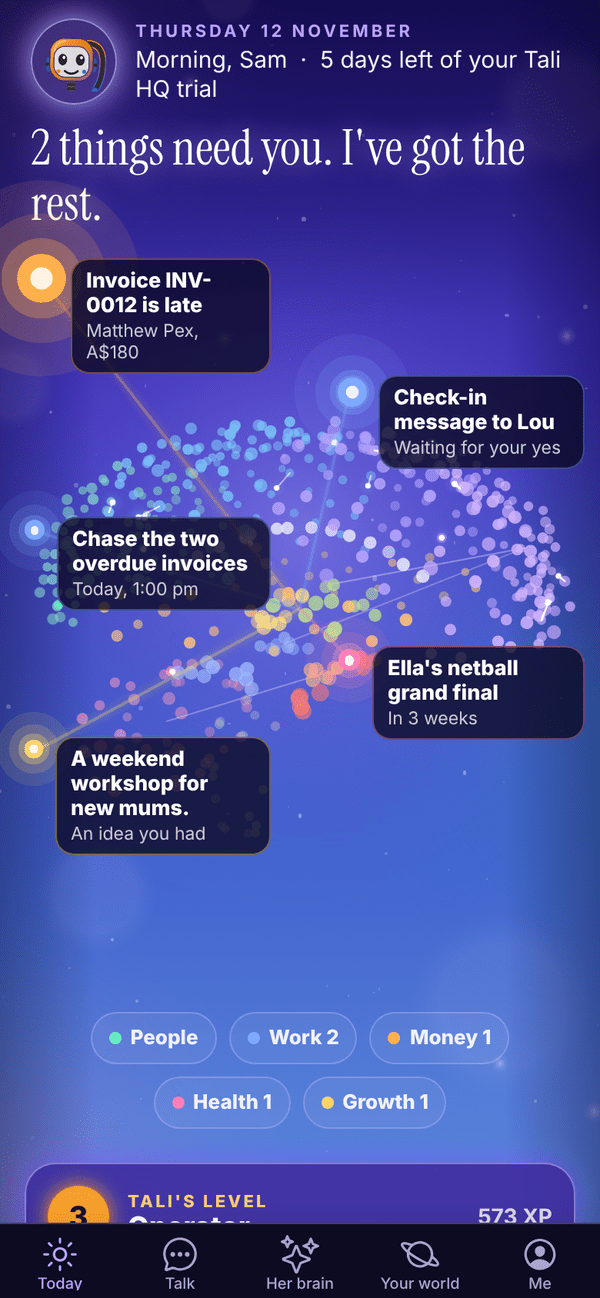 THURSDAY 12 NOVEMBER
Morning, Sam · 5 days left of your Tali
HQ trial
2 things need you. I've got the
rest.
Invoice INV-
0012 is late
Matthew Pex,
A$180
Check-in
message to Lou
Waiting for your yes
Chase the two
overdue invoices
Today, 1:00 pm
Ella's netball
grand final
In 3 weeks
A weekend
workshop for
new mums.
An idea you had
People
Work 2
Money 1
Health 1
Growth 1
3
TALI'S LEVEL
Operator
573 XP
Today
Talk
Her brain
Your world
Me